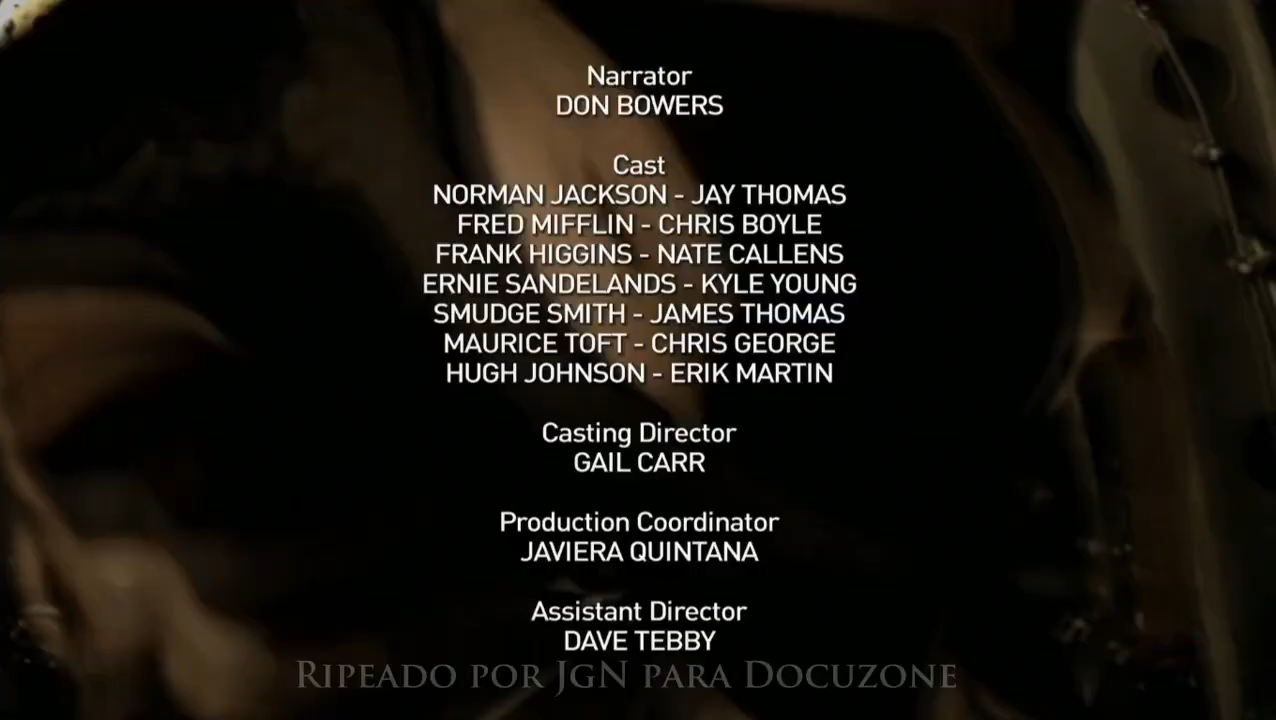 Narrator
DON BOWERS
Cast
NORMAN JACKSON - JAY THOMAS
FRED MIFFLIN - CHRIS BOYLE
FRANK HIGGINS - NATE CALLENS
ERNIE SANDELANDS - KYLE YOUNG
SMUDGE SMITH - JAMES THOMAS
MAURICE TOFT - CHRIS GEORGE
HUGH JOHNSON - ERIK MARTIN
Casting Director
GAIL CARR
Production Coordinator
JAVIERA QUINTANA
Assistant Director
DAVE TEBBY
RIPEADO POR JGN PARA DOCUZONE